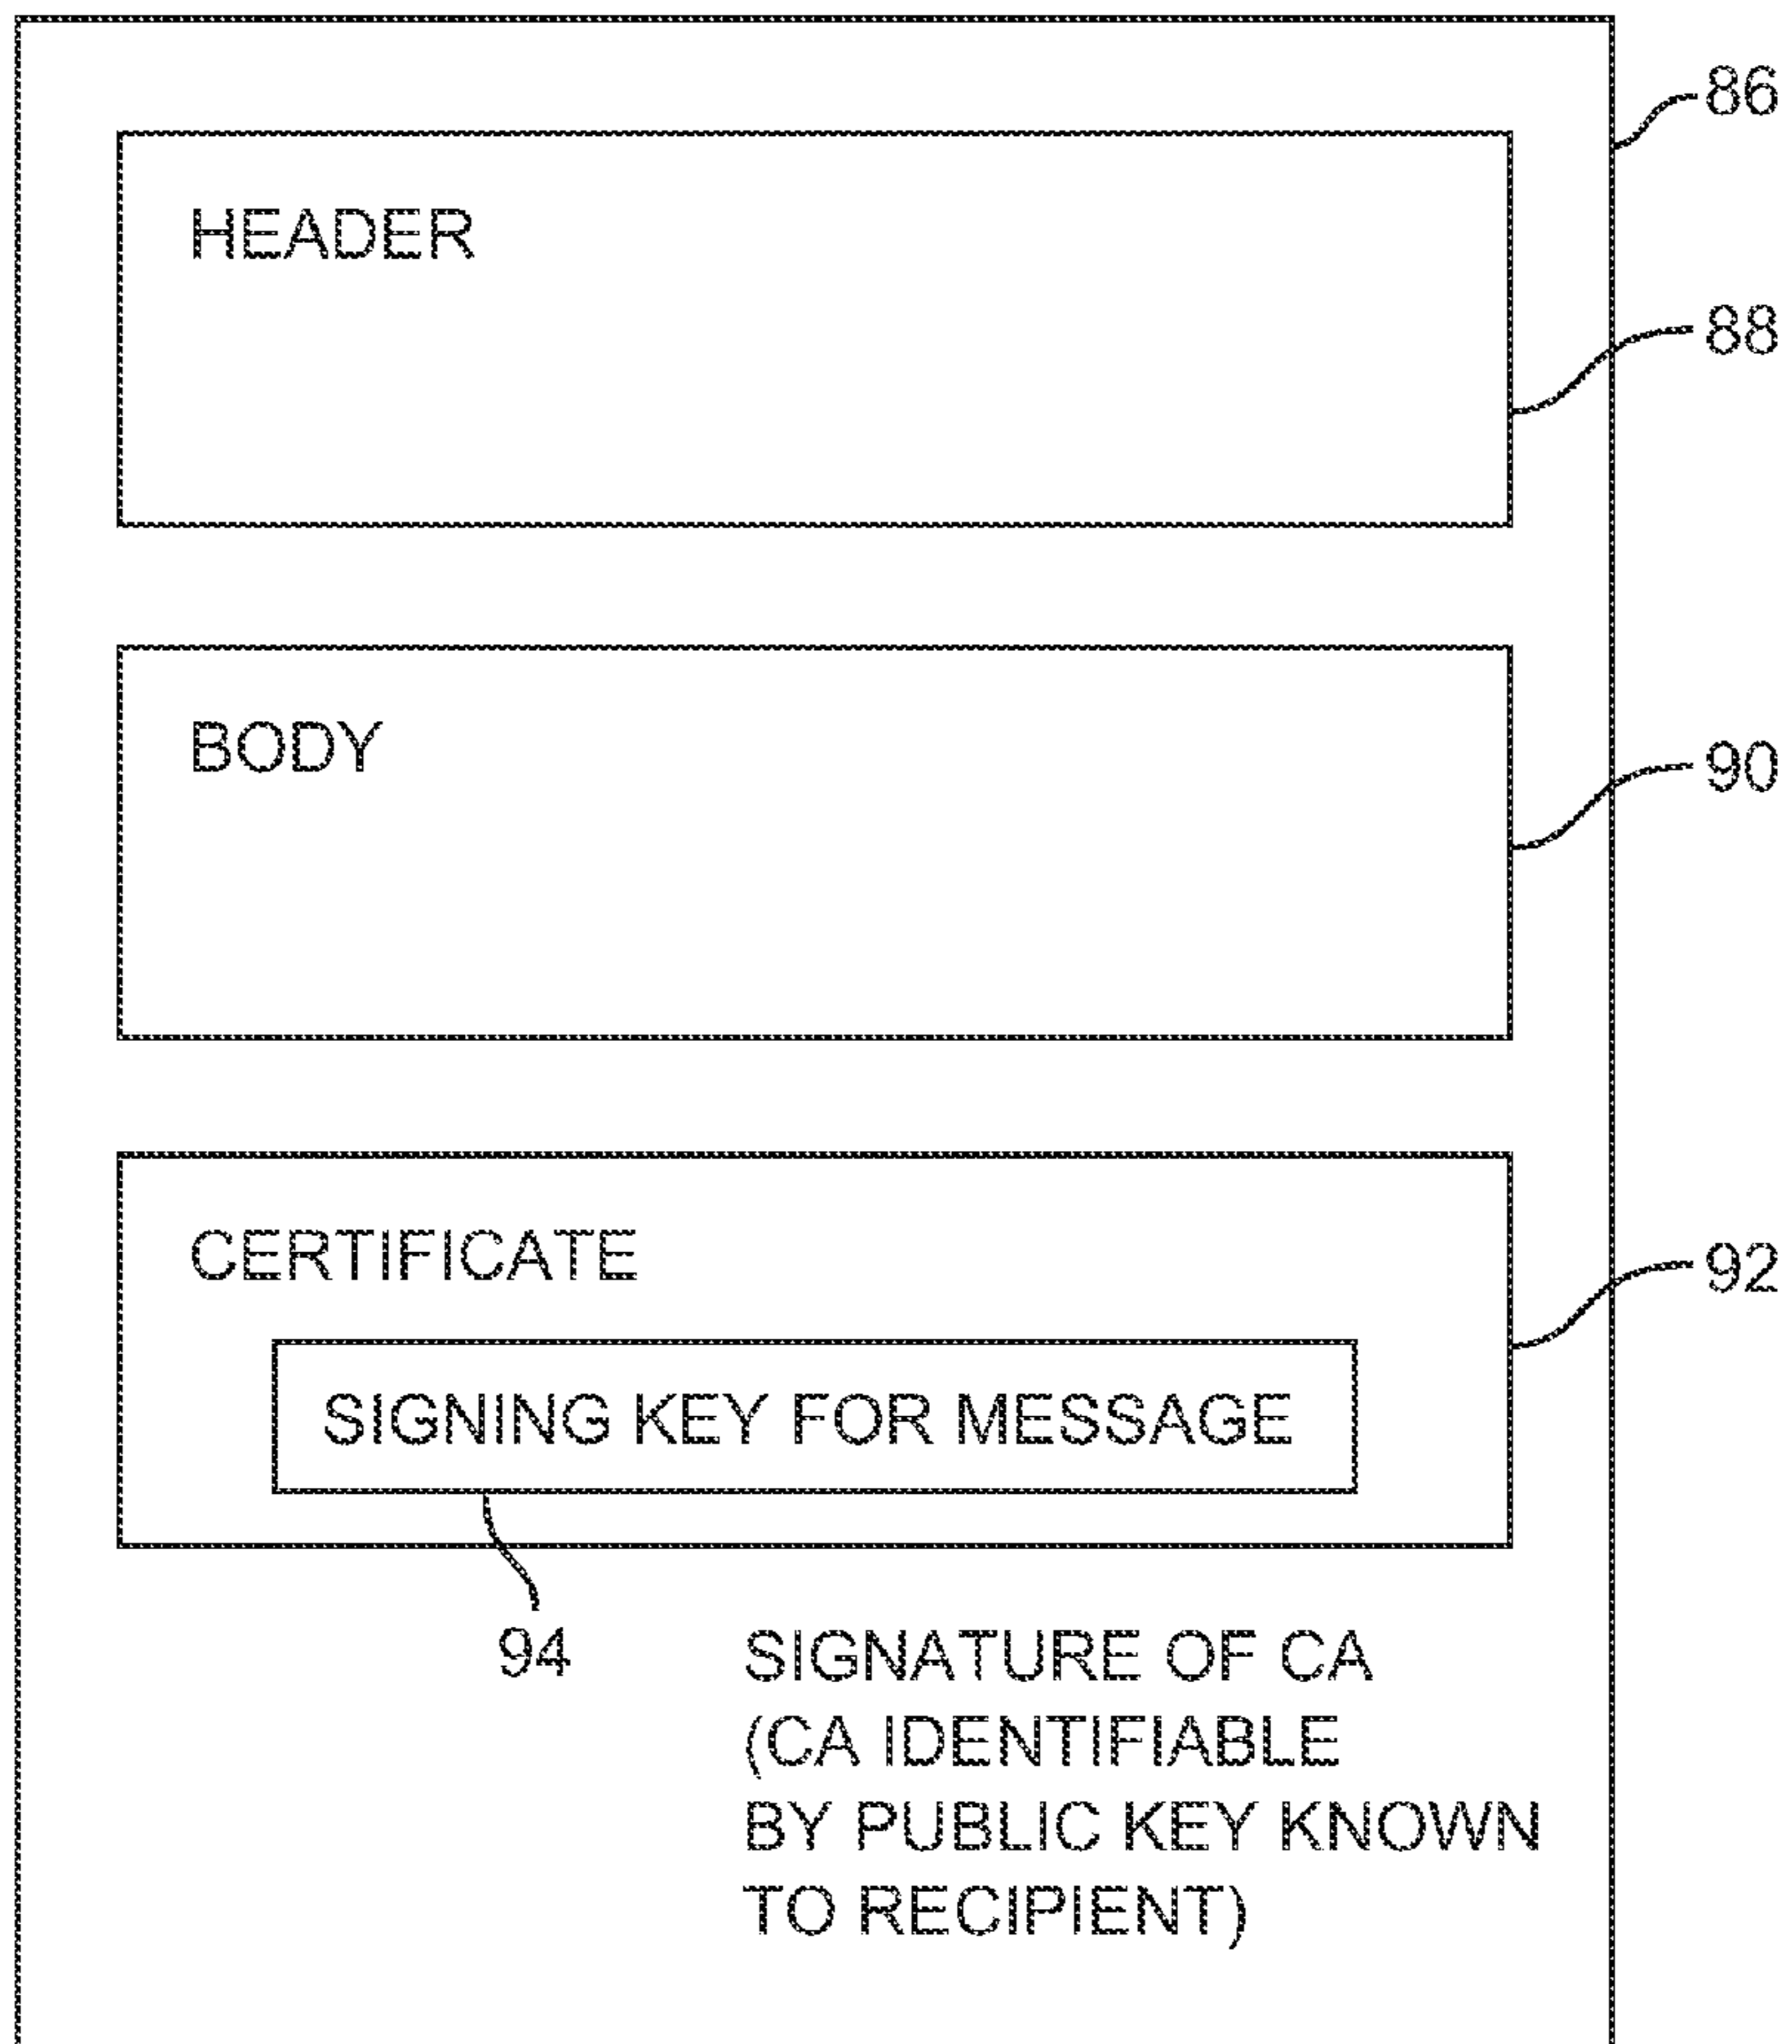 86
HEADER
88
BODY
90
CERTIFICATE
92
SIGNING KEY FOR MESSAGE
94
SIGNATURE OF CA
(CA IDENTIFIABLE
BY PUBLIC KEY KNOWN
TO RECIPIENT)